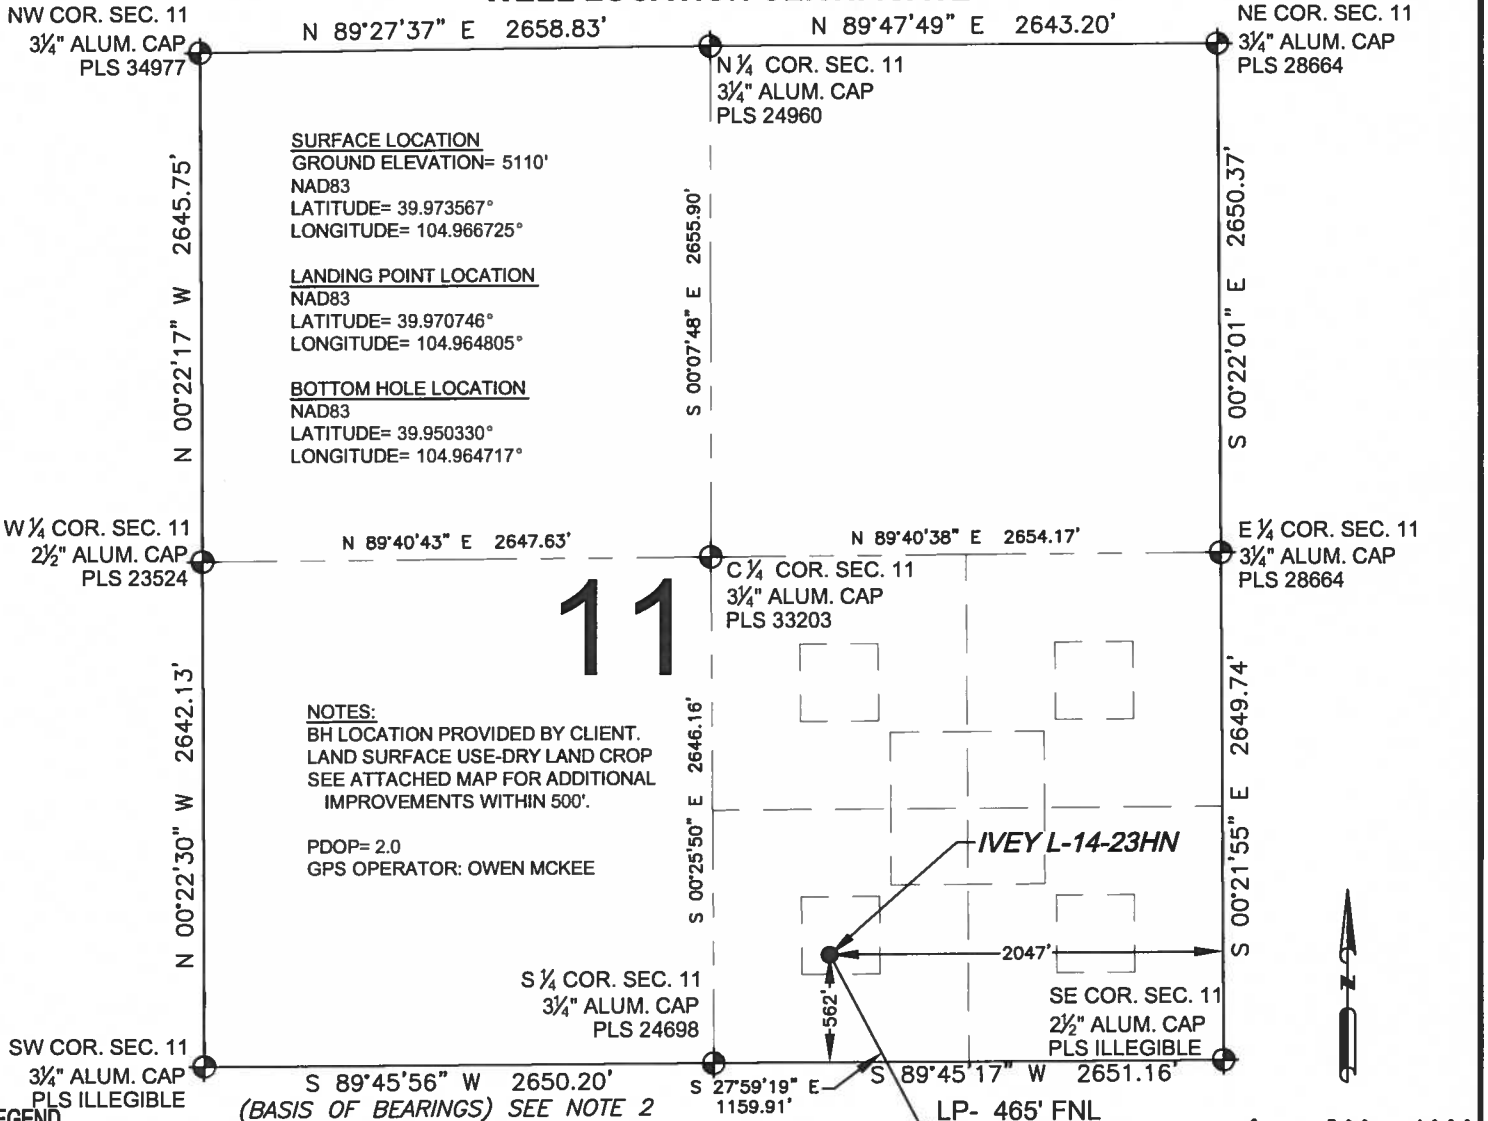 NW COR. SEC. 11
3¼" ALUM. CAP
PLS 34977
N 89°27'37" E 2658.83'
N 89°47'49" E 2643.20'
NE COR. SEC. 11
3¼" ALUM. CAP
PLS 28664
N ¼ COR. SEC. 11
3¼" ALUM. CAP
PLS 24960
SURFACE LOCATION
GROUND ELEVATION= 5110'
NAD83
LATITUDE= 39.973567°
LONGITUDE= 104.966725°
LANDING POINT LOCATION
NAD83
LATITUDE= 39.970746°
LONGITUDE= 104.964805°
BOTTOM HOLE LOCATION
NAD83
LATITUDE= 39.950330°
LONGITUDE= 104.964717°
N 00°22'17" W 2645.75'
S 00°07'48" E 2655.90'
S 00°22'01" E 2650.37'
W ¼ COR. SEC. 11
2½" ALUM. CAP
PLS 23524
N 89°40'43" E 2647.63'
N 89°40'38" E 2654.17'
E ¼ COR. SEC. 11
3¼" ALUM. CAP
PLS 28664
C ¼ COR. SEC. 11
3¼" ALUM. CAP
PLS 33203
11
NOTES:
BH LOCATION PROVIDED BY CLIENT.
LAND SURFACE USE-DRY LAND CROP
SEE ATTACHED MAP FOR ADDITIONAL
IMPROVEMENTS WITHIN 500'.
PDOP= 2.0
GPS OPERATOR: OWEN MCKEE
N 00°22'30" W 2642.13'
S 00°25'50" E 2646.16'
S 00°21'55" E 2649.74'
IVEY L-14-23HN
2047'
562'
N
S ¼ COR. SEC. 11
3¼" ALUM. CAP
PLS 24698
SE COR. SEC. 11
2½" ALUM. CAP
PLS ILLEGIBLE
SW COR. SEC. 11
3¼" ALUM. CAP
PLS ILLEGIBLE
S 89°45'56" W 2650.20'
(BASIS OF BEARINGS) SEE NOTE 2
S 27°59'19" E
1159.91'
S 89°45'17" W 2651.16'
LP- 465' FNL